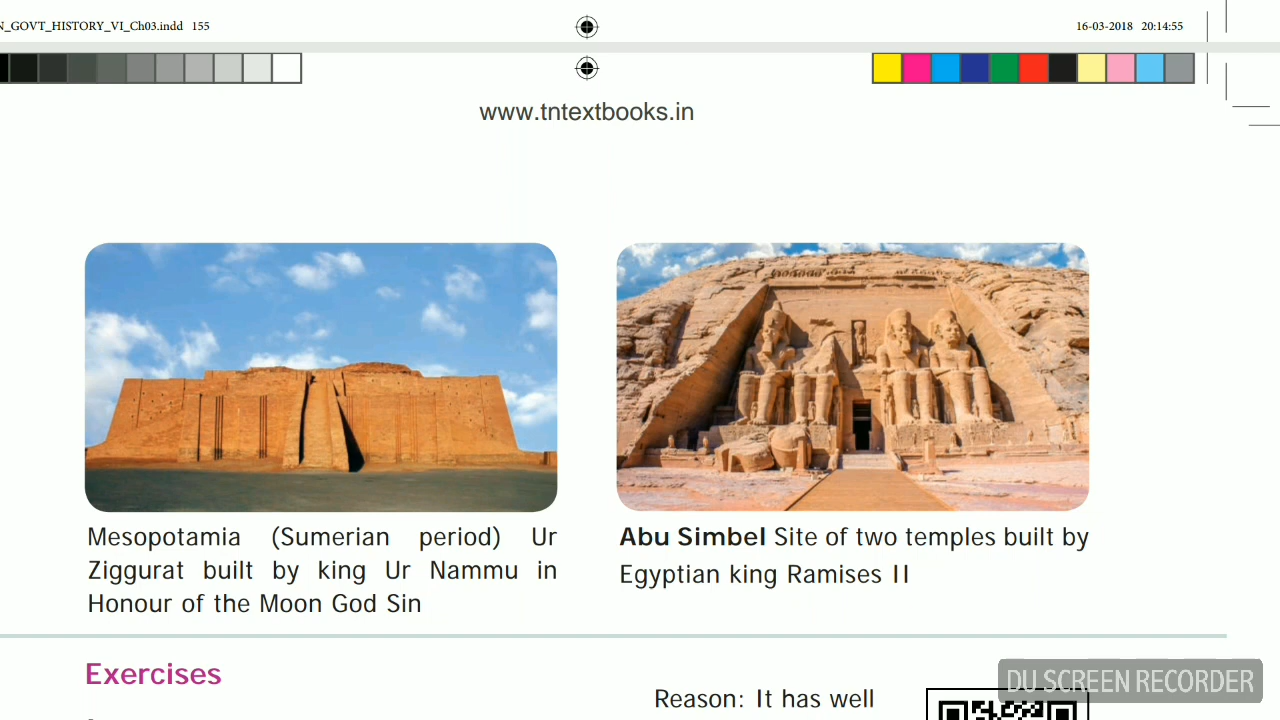 N_GOVT_HISTORY_VI_Ch03.indd 155
16-03-2018 20:14:55
www.tntextbooks.in
Mesopotamia (Sumerian period) Ur
Ziggurat built by king Ur Nammu in
Honour of the Moon God Sin
Abu Simbel Site of two temples built by
Egyptian king Ramises II
Exercises
Reason: It has well
DU SCREEN RECORDER